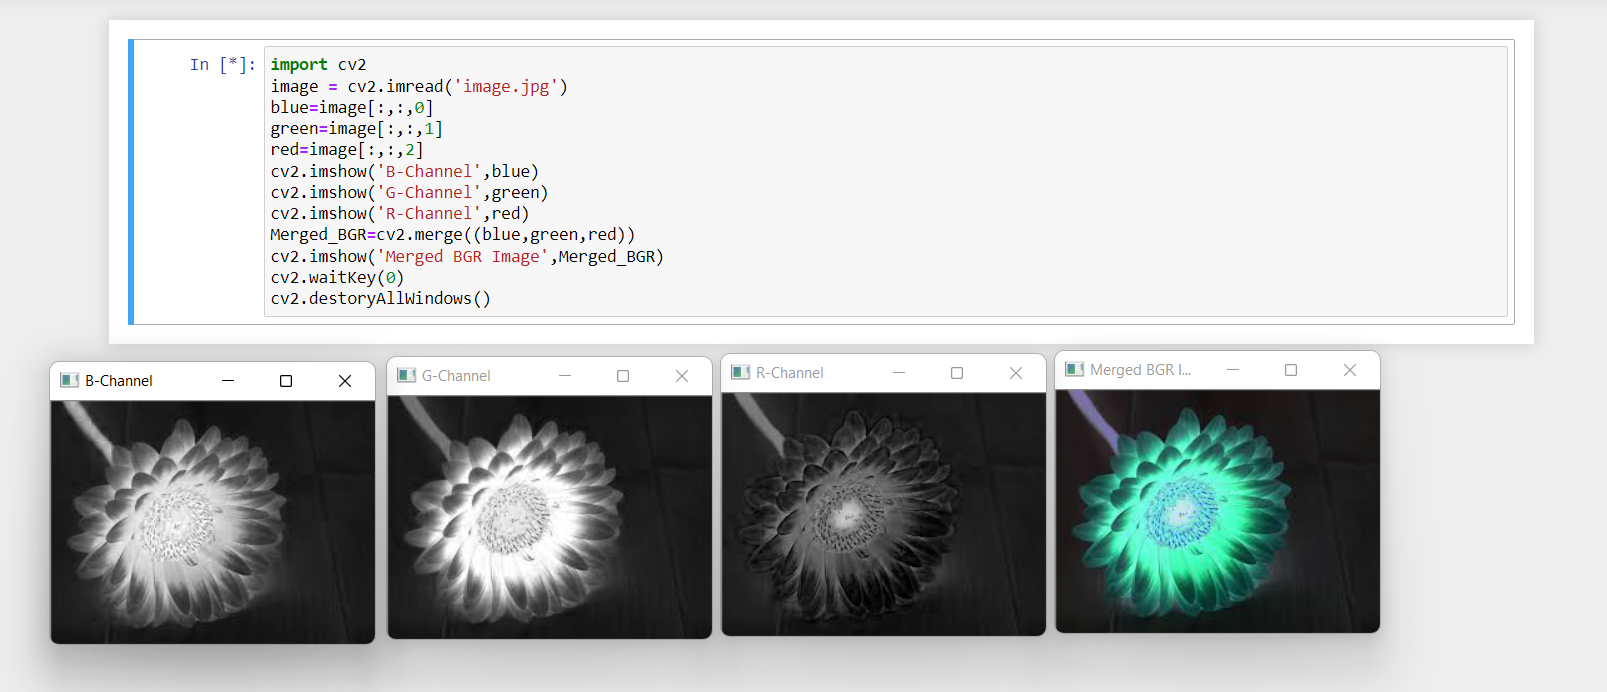 In [*]:
import cv2
image = cv2.imread('image.jpg')
blue=image[:,:,0]
green=image[:,:,1]
red=image[:,:,2]
cv2.imshow('B-Channel',blue)
cv2.imshow('G-Channel',green)
cv2.imshow('R-Channel',red)
Merged_BGR=cv2.merge((blue,green,red))
cv2.imshow('Merged BGR Image',Merged_BGR)
cv2.waitKey(0)
cv2.destoryAllWindows()
B-Channel
G-Channel
R-Channel
Merged BGR I...